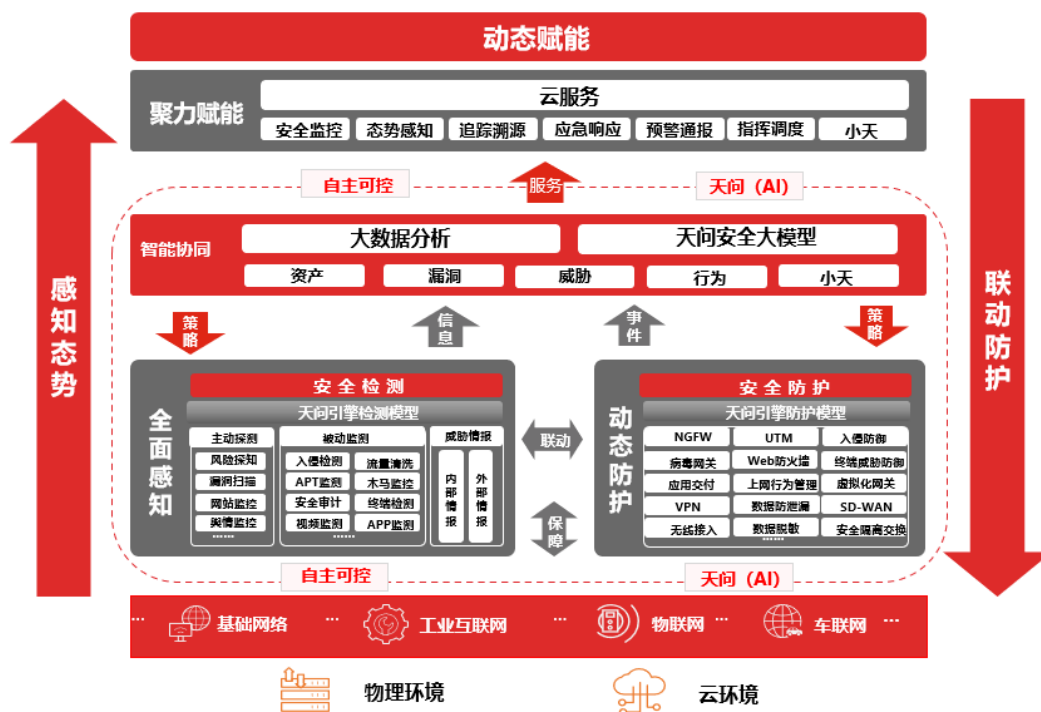 动态赋能
聚力赋能
云服务
安全监控 态势感知 追踪溯源 应急响应 预警通报 指挥调度 小天
自主可控
服务
天问（AI）
智能协同
大数据分析 天问安全大模型
资产 漏洞 威胁 行为 小天
感知态势
联动防护
策略
信息
事件
策略
全面感知
安全检测
天问引擎检测模型
主动探测 被动监测 威胁情报
风险探知
漏洞扫描
网站监控
舆情监控
······
入侵检测 流量清洗
APT监测 木马监控
安全审计 终端检测
视频监测 APP监测
······
内部情报
外部情报
联动
保障
动态防护
安全防护
天问引擎防护模型
NGFW UTM 入侵防御
病毒网关 Web防火墙 终端威胁防御
应用交付 上网行为管理 虚拟化网关
VPN 数据防泄漏 SD-WAN
无线接入 数据脱敏 安全隔离交换
······
自主可控
天问（AI）
··· 基础网络 ··· 工业互联网 ··· 物联网 ··· 车联网 ···
物理环境 云环境